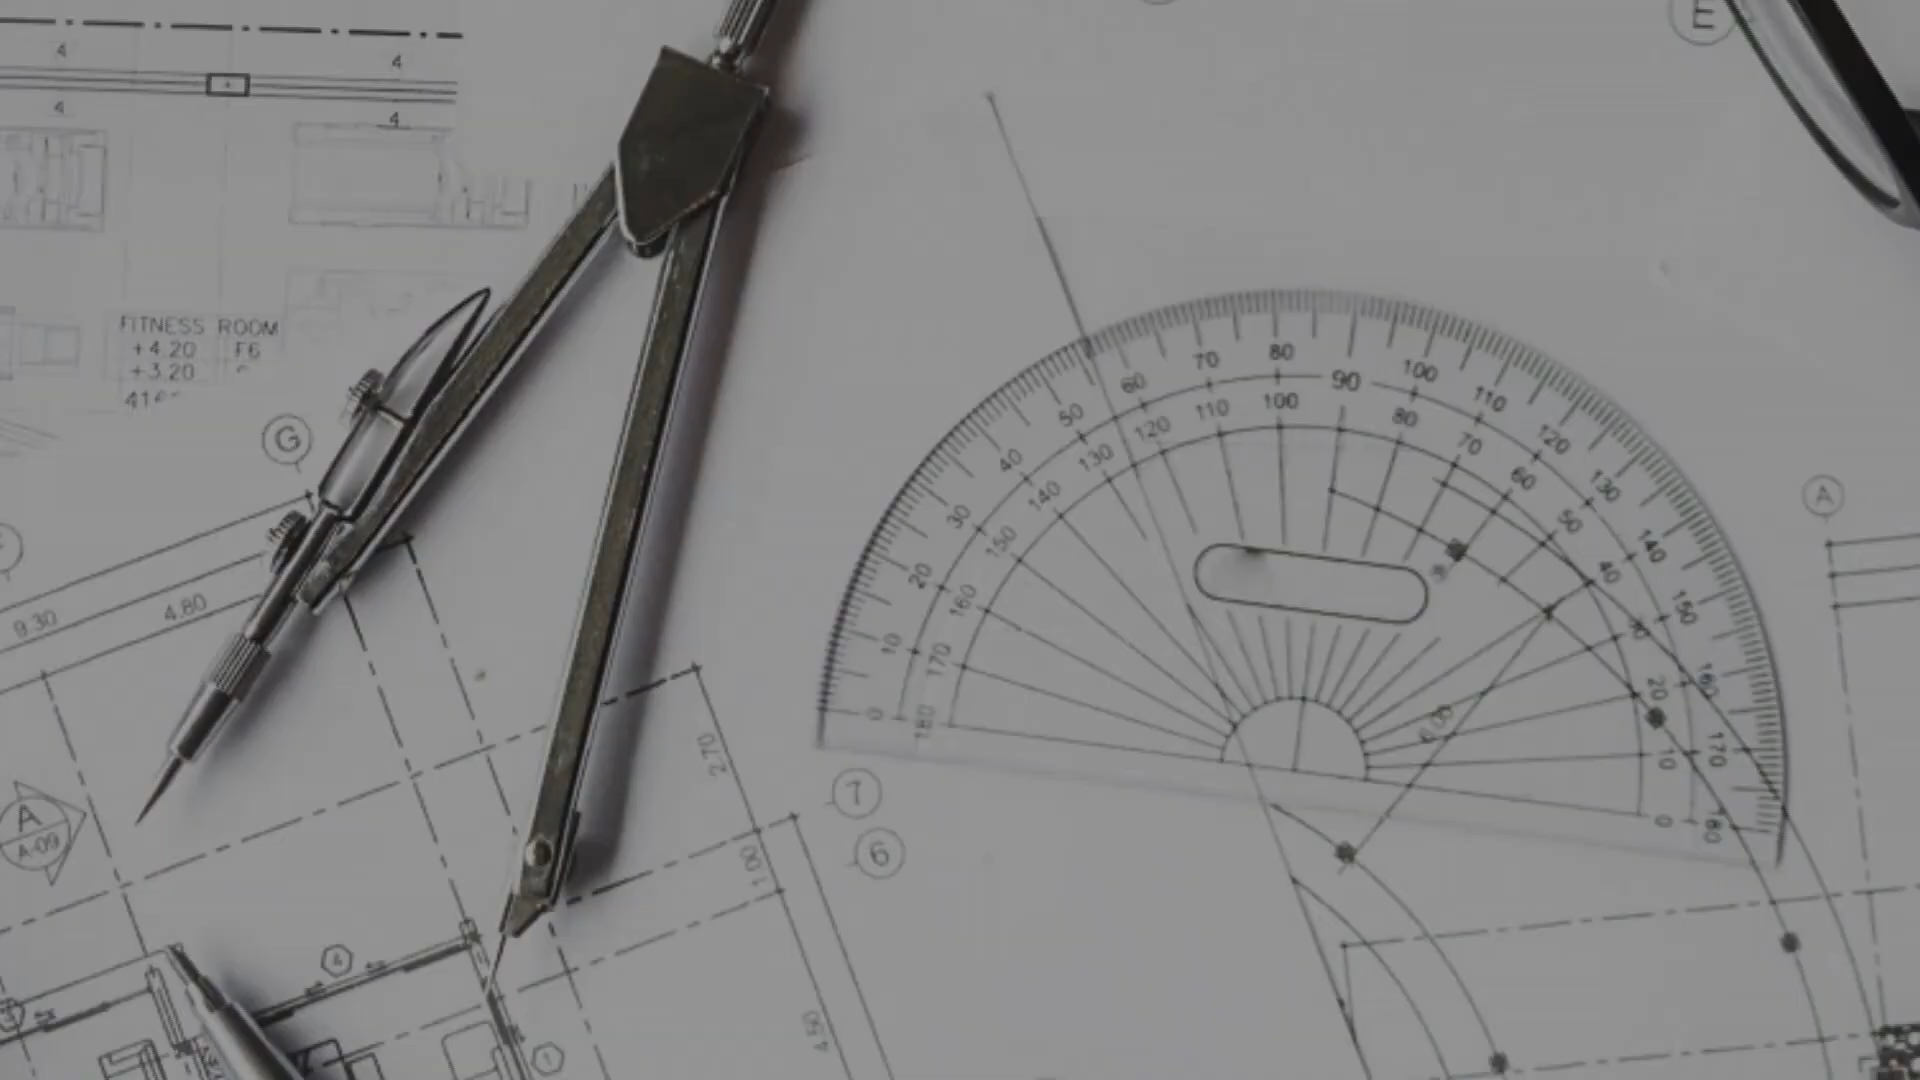 4
4
4
4
E
FITNESS ROOM
+4.20 F6
+3.20
G
9.30
4.80
A
A-09
2.70
1.00
4.50
7
6
4
1
A
0 10 20 30 40 50 60 70 80 90 100 110 120 130 140 150 160 170 180
180 170 160 150 140 130 120 110 100 80 70 60 50 40 30 20 10 0